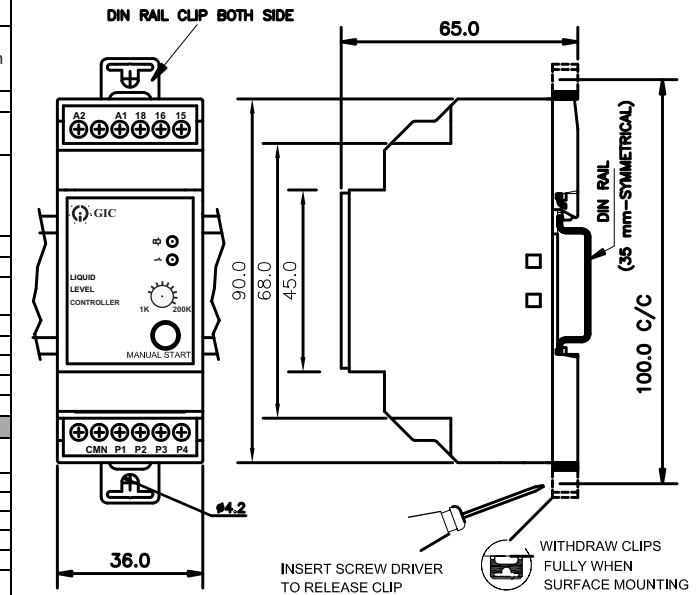 DIN RAIL CLIP BOTH SIDE
65.0
A2 A1 18 16 15
GIC
LIQUID
LEVEL
CONTROLLER
1K 200K
MANUAL START
CMN P1 P2 P3 P4
ø4.2
36.0
90.0
68.0
45.0
DIN RAIL
(35 mm-SYMMETRICAL)
100.0 C/C
INSERT SCREW DRIVER
TO RELEASE CLIP
WITHDRAW CLIPS
FULLY WHEN
SURFACE MOUNTING